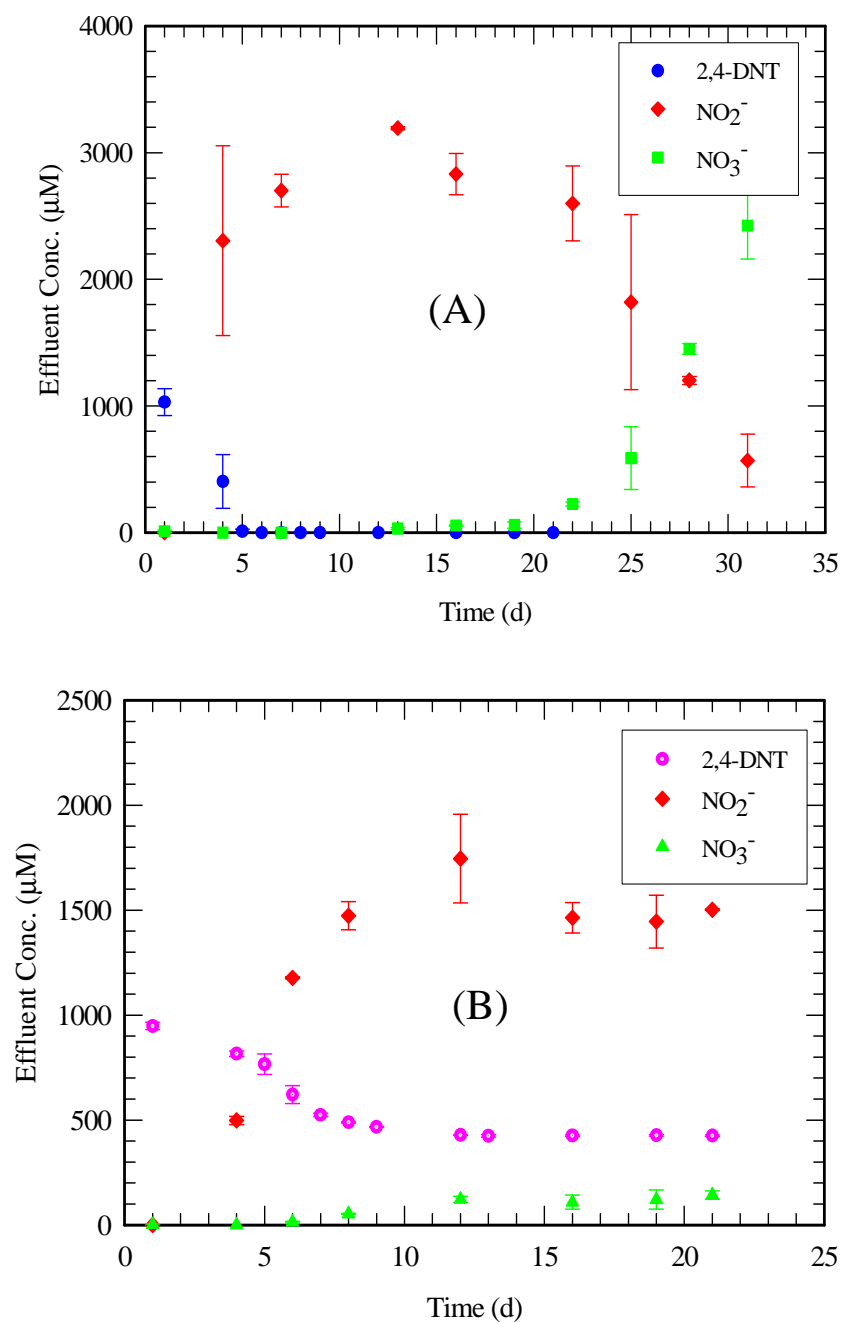 4000
3000
2000
1000
0
Effluent Conc. (µM)
2,4-DNT
NO₂⁻
NO₃⁻
(A)
0 5 10 15 20 25 30 35
Time (d)
2500
2000
1500
1000
500
0
Effluent Conc. (µM)
2,4-DNT
NO₂⁻
NO₃⁻
(B)
0 5 10 15 20 25
Time (d)